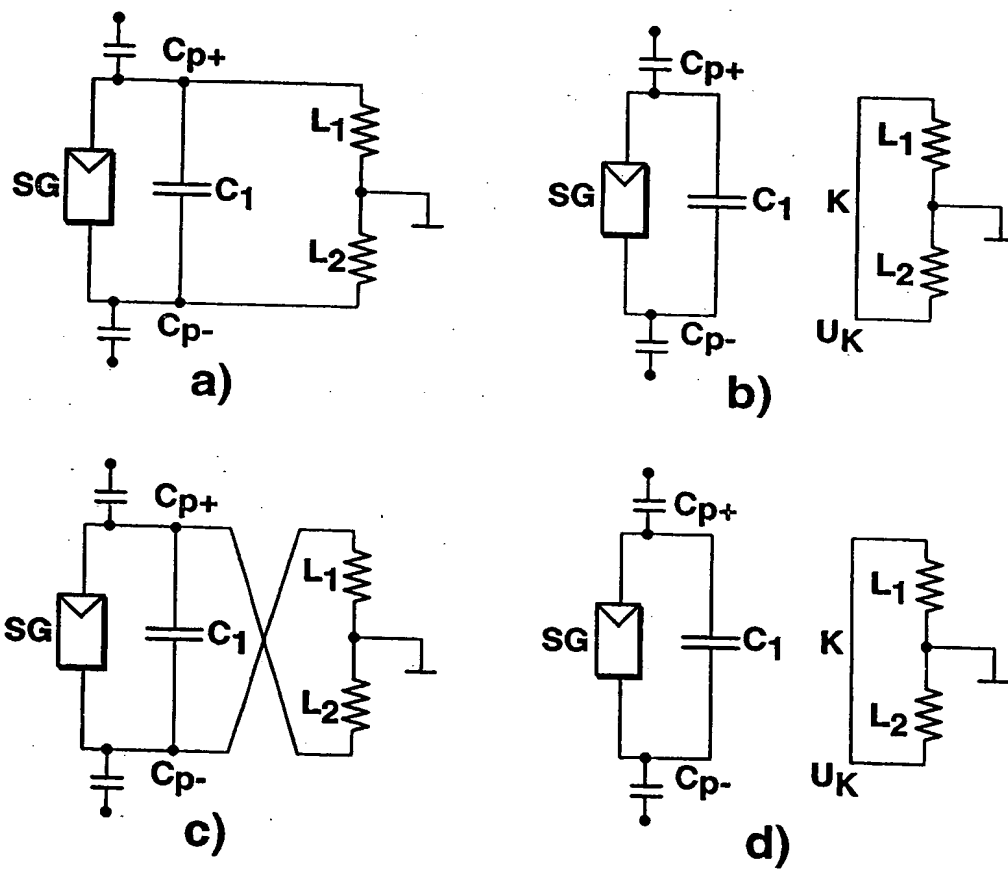 Cp+
L1
SG
C1
L2
Cp-
a)
Cp+
L1
SG
C1
K
L2
Cp-
UK
b)
Cp+
L1
SG
C1
L2
Cp-
c)
Cp+
L1
SG
C1
K
L2
Cp-
UK
d)